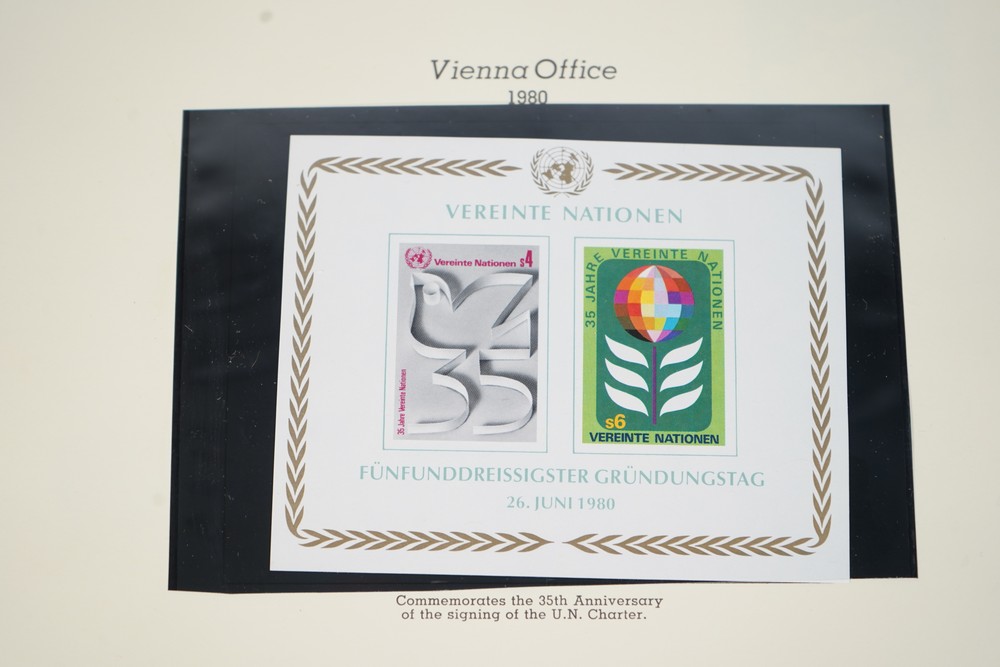 Vienna Office
1980
VEREINTE NATIONEN
Vereinte Nationen s4
35 Jahre Vereinte Nationen
35
35 JAHRE VEREINTE NATIONEN
s6
VEREINTE NATIONEN
FÜNFUNDDREISSIGSTER GRÜNDUNGSTAG
26. JUNI 1980
Commemorates the 35th Anniversary
of the signing of the U.N. Charter.